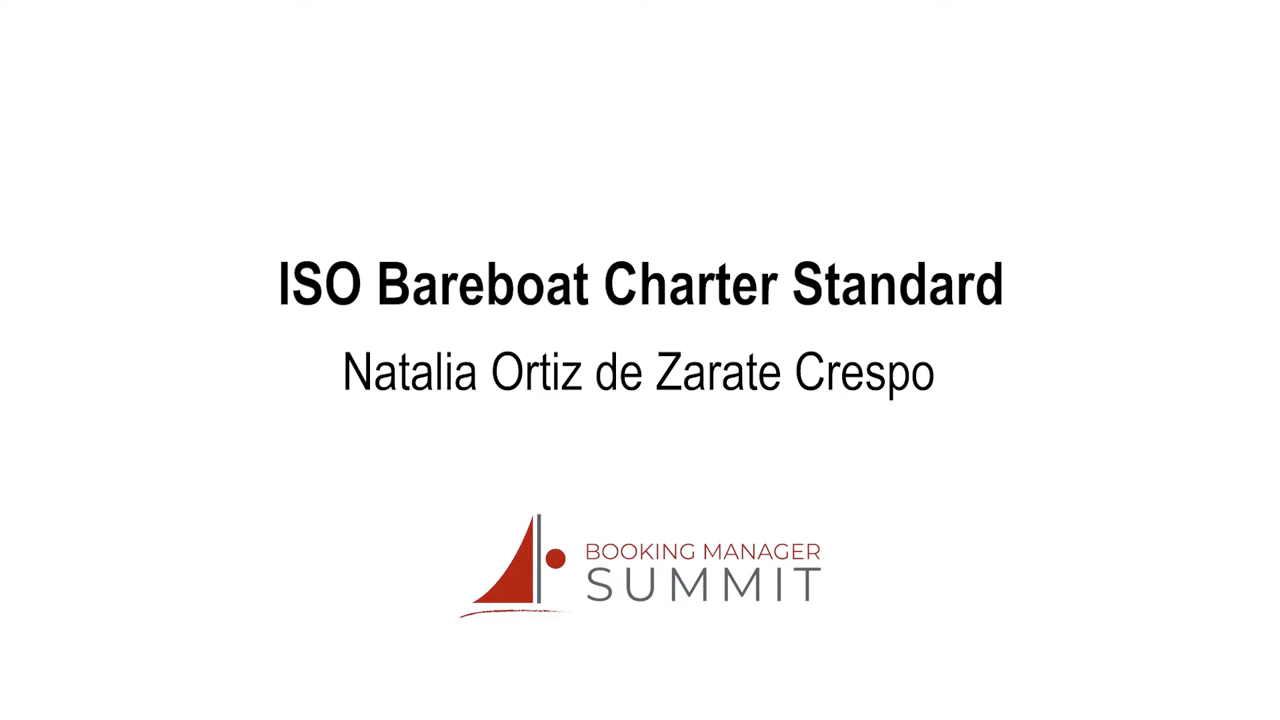 ISO Bareboat Charter Standard
Natalia Ortiz de Zarate Crespo
BOOKING MANAGER
SUMMIT